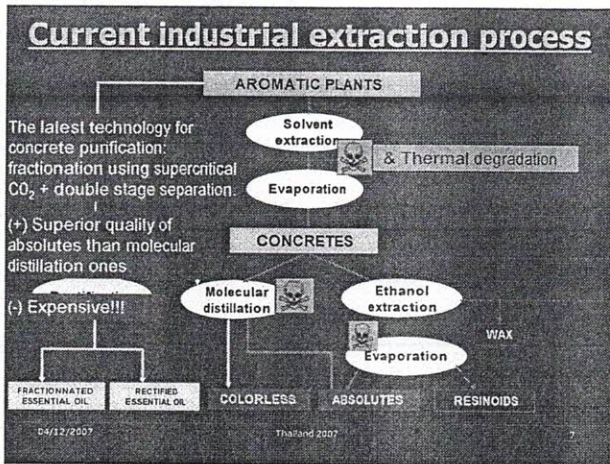 Current industrial extraction process
AROMATIC PLANTS
The latest technology for
concrete purification:
fractionation using supercritical
CO₂ + double stage separation.
(+) Superior quality of
absolutes than molecular
distillation ones
(-) Expensive!!!
Solvent
extraction
& Thermal degradation
Evaporation
CONCRETES
Molecular
distillation
Ethanol
extraction
WAX
Evaporation
FRACTIONNATED
ESSENTIAL OIL
RECTIFIED
ESSENTIAL OIL
COLORLESS
ABSOLUTES
RESINOIDS
04/12/2007
Thailand 2007
7